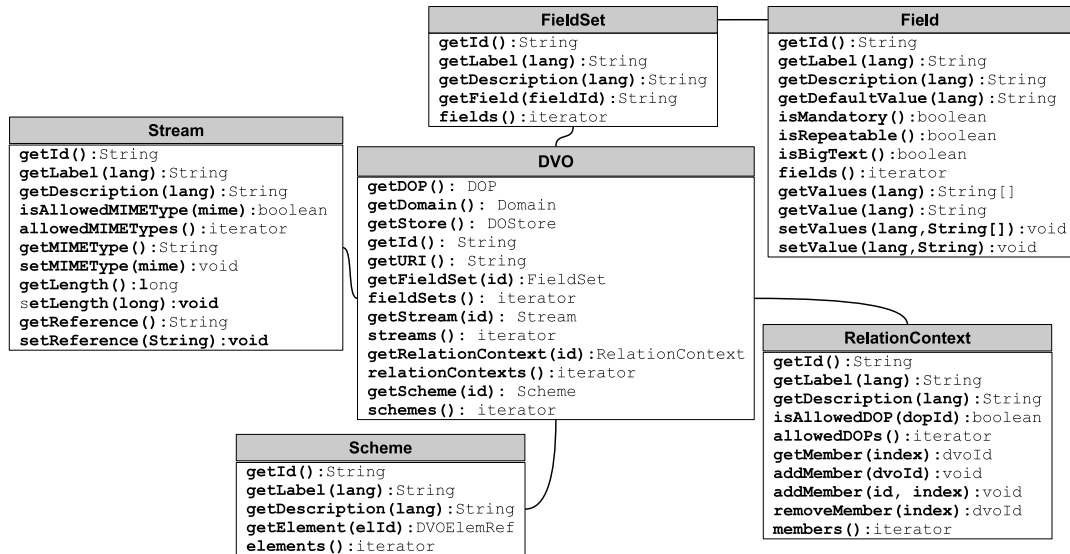 FieldSet
getId():String
getLabel(lang):String
getDescription(lang):String
getField(fieldId):String
fields():iterator
Field
getId():String
getLabel(lang):String
getDescription(lang):String
getDefaultValue(lang):String
isMandatory():boolean
isRepeatable():boolean
isBigText():boolean
fields():iterator
getValues(lang):String[]
getValue(lang):String
setValues(lang,String[]):void
setValue(lang,String):void
Stream
getId():String
getLabel(lang):String
getDescription(lang):String
isAllowedMIMEType(mime):boolean
allowedMIMETypes():iterator
getMIMEType():String
setMIMEType(mime):void
getLength():long
setLength(long):void
getReference():String
setReference(String):void
DVO
getDOP(): DOP
getDomain(): Domain
getStore(): DOStore
getId(): String
getURI(): String
getFieldSet(id):FieldSet
fieldSets(): iterator
getStream(id): Stream
streams(): iterator
getRelationContext(id):RelationContext
relationContexts():iterator
getScheme(id): Scheme
schemes(): iterator
RelationContext
getId():String
getLabel(lang):String
getDescription(lang):String
isAllowedDOP(dopId):boolean
allowedDOPs():iterator
getMember(index):dvoId
addMember(dvoId):void
addMember(id, index):void
removeMember(index):dvoId
members():iterator
Scheme
getId():String
getLabel(lang):String
getDescription(lang):String
getElement(elId):DVOElemRef
elements():iterator